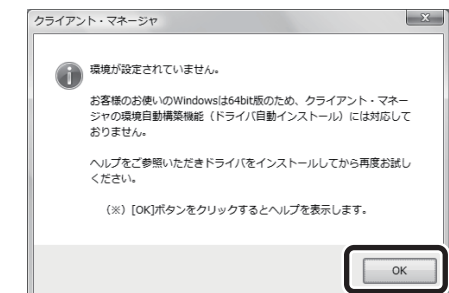 クライアント・マネージャ
環境が設定されていません。
お客様のお使いのWindowsは64bit版のため、クライアント・マネー
ジャの環境自動構築機能（ドライバ自動インストール）には対応して
おりません。
ヘルプをご参照いただきドライバをインストールしてから再度お試し
ください。
（※）[OK]ボタンをクリックするとヘルプを表示します。
OK